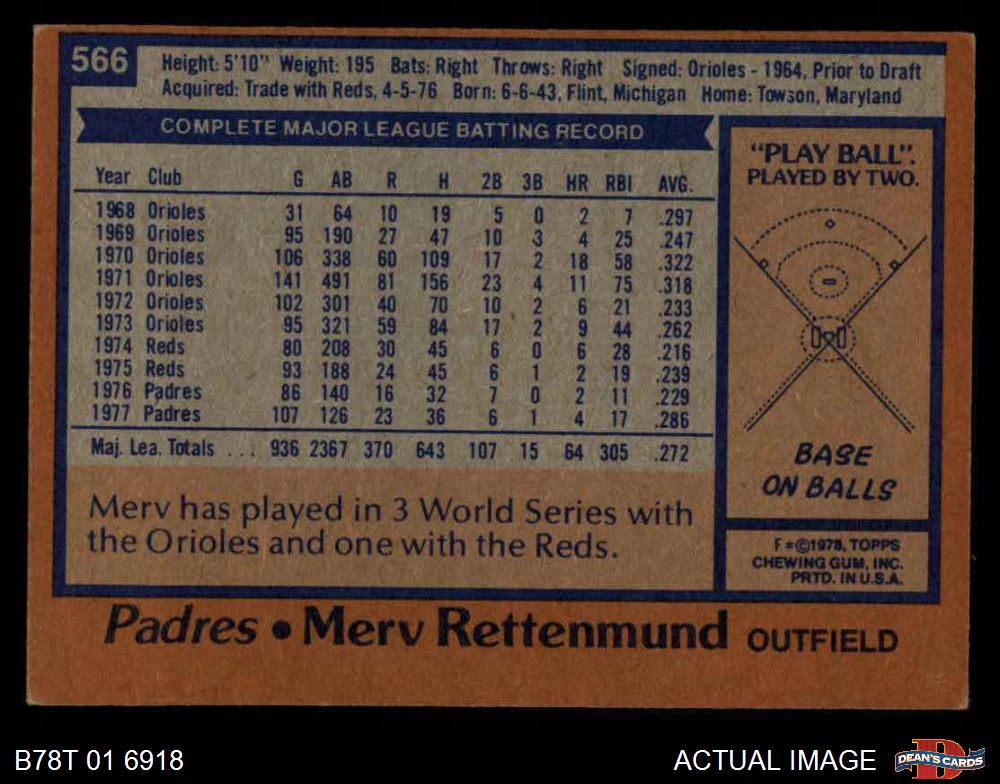 566
Height: 5'10" Weight: 195 Bats: Right Throws: Right Signed: Orioles - 1964, Prior to Draft
Acquired: Trade with Reds, 4-5-76 Born: 6-6-43, Flint, Michigan Home: Towson, Maryland
COMPLETE MAJOR LEAGUE BATTING RECORD
Year Club G AB R H 2B 3B HR RBI AVG.
1968 Orioles 31 64 10 19 5 0 2 7 .297
1969 Orioles 95 190 27 47 10 3 4 25 .247
1970 Orioles 106 338 60 109 17 2 18 58 .322
1971 Orioles 141 491 81 156 23 4 11 75 .318
1972 Orioles 102 301 40 70 10 2 6 21 .233
1973 Orioles 95 321 59 84 17 2 9 44 .262
1974 Reds 80 208 30 45 6 0 6 28 .216
1975 Reds 93 188 24 45 6 1 2 19 .239
1976 Padres 86 140 16 32 7 0 2 11 .229
1977 Padres 107 126 23 36 6 1 4 17 .286
Maj. Lea. Totals ... 936 2367 370 643 107 15 64 305 .272
Merv has played in 3 World Series with
the Orioles and one with the Reds.
"PLAY BALL".
PLAYED BY TWO.
BASE
ON BALLS
F*©1978, TOPPS
CHEWING GUM, INC.
PRTD. IN U.S.A.
Padres • Merv Rettenmund OUTFIELD
B78T 01 6918
ACTUAL IMAGE
D
DEAN'S CARDS